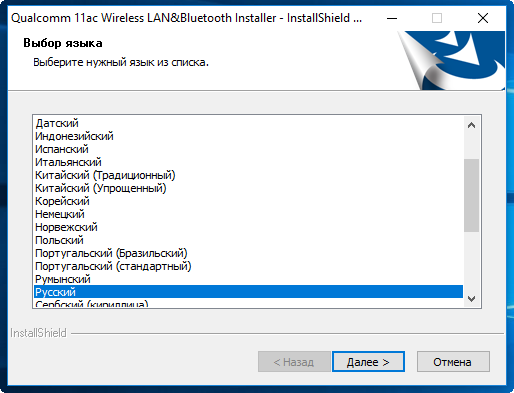 Qualcomm 11ac Wireless LAN&Bluetooth Installer - InstallShield ...
Выбор языка
Выберите нужный язык из списка.
Датский
Индонезийский
Испанский
Итальянский
Китайский (Традиционный)
Китайский (Упрощенный)
Корейский
Немецкий
Норвежский
Польский
Португальский (Бразильский)
Португальский (стандартный)
Румынский
Русский
Сербский (кириллица)
InstallShield
< Назад
Далее >
Отмена